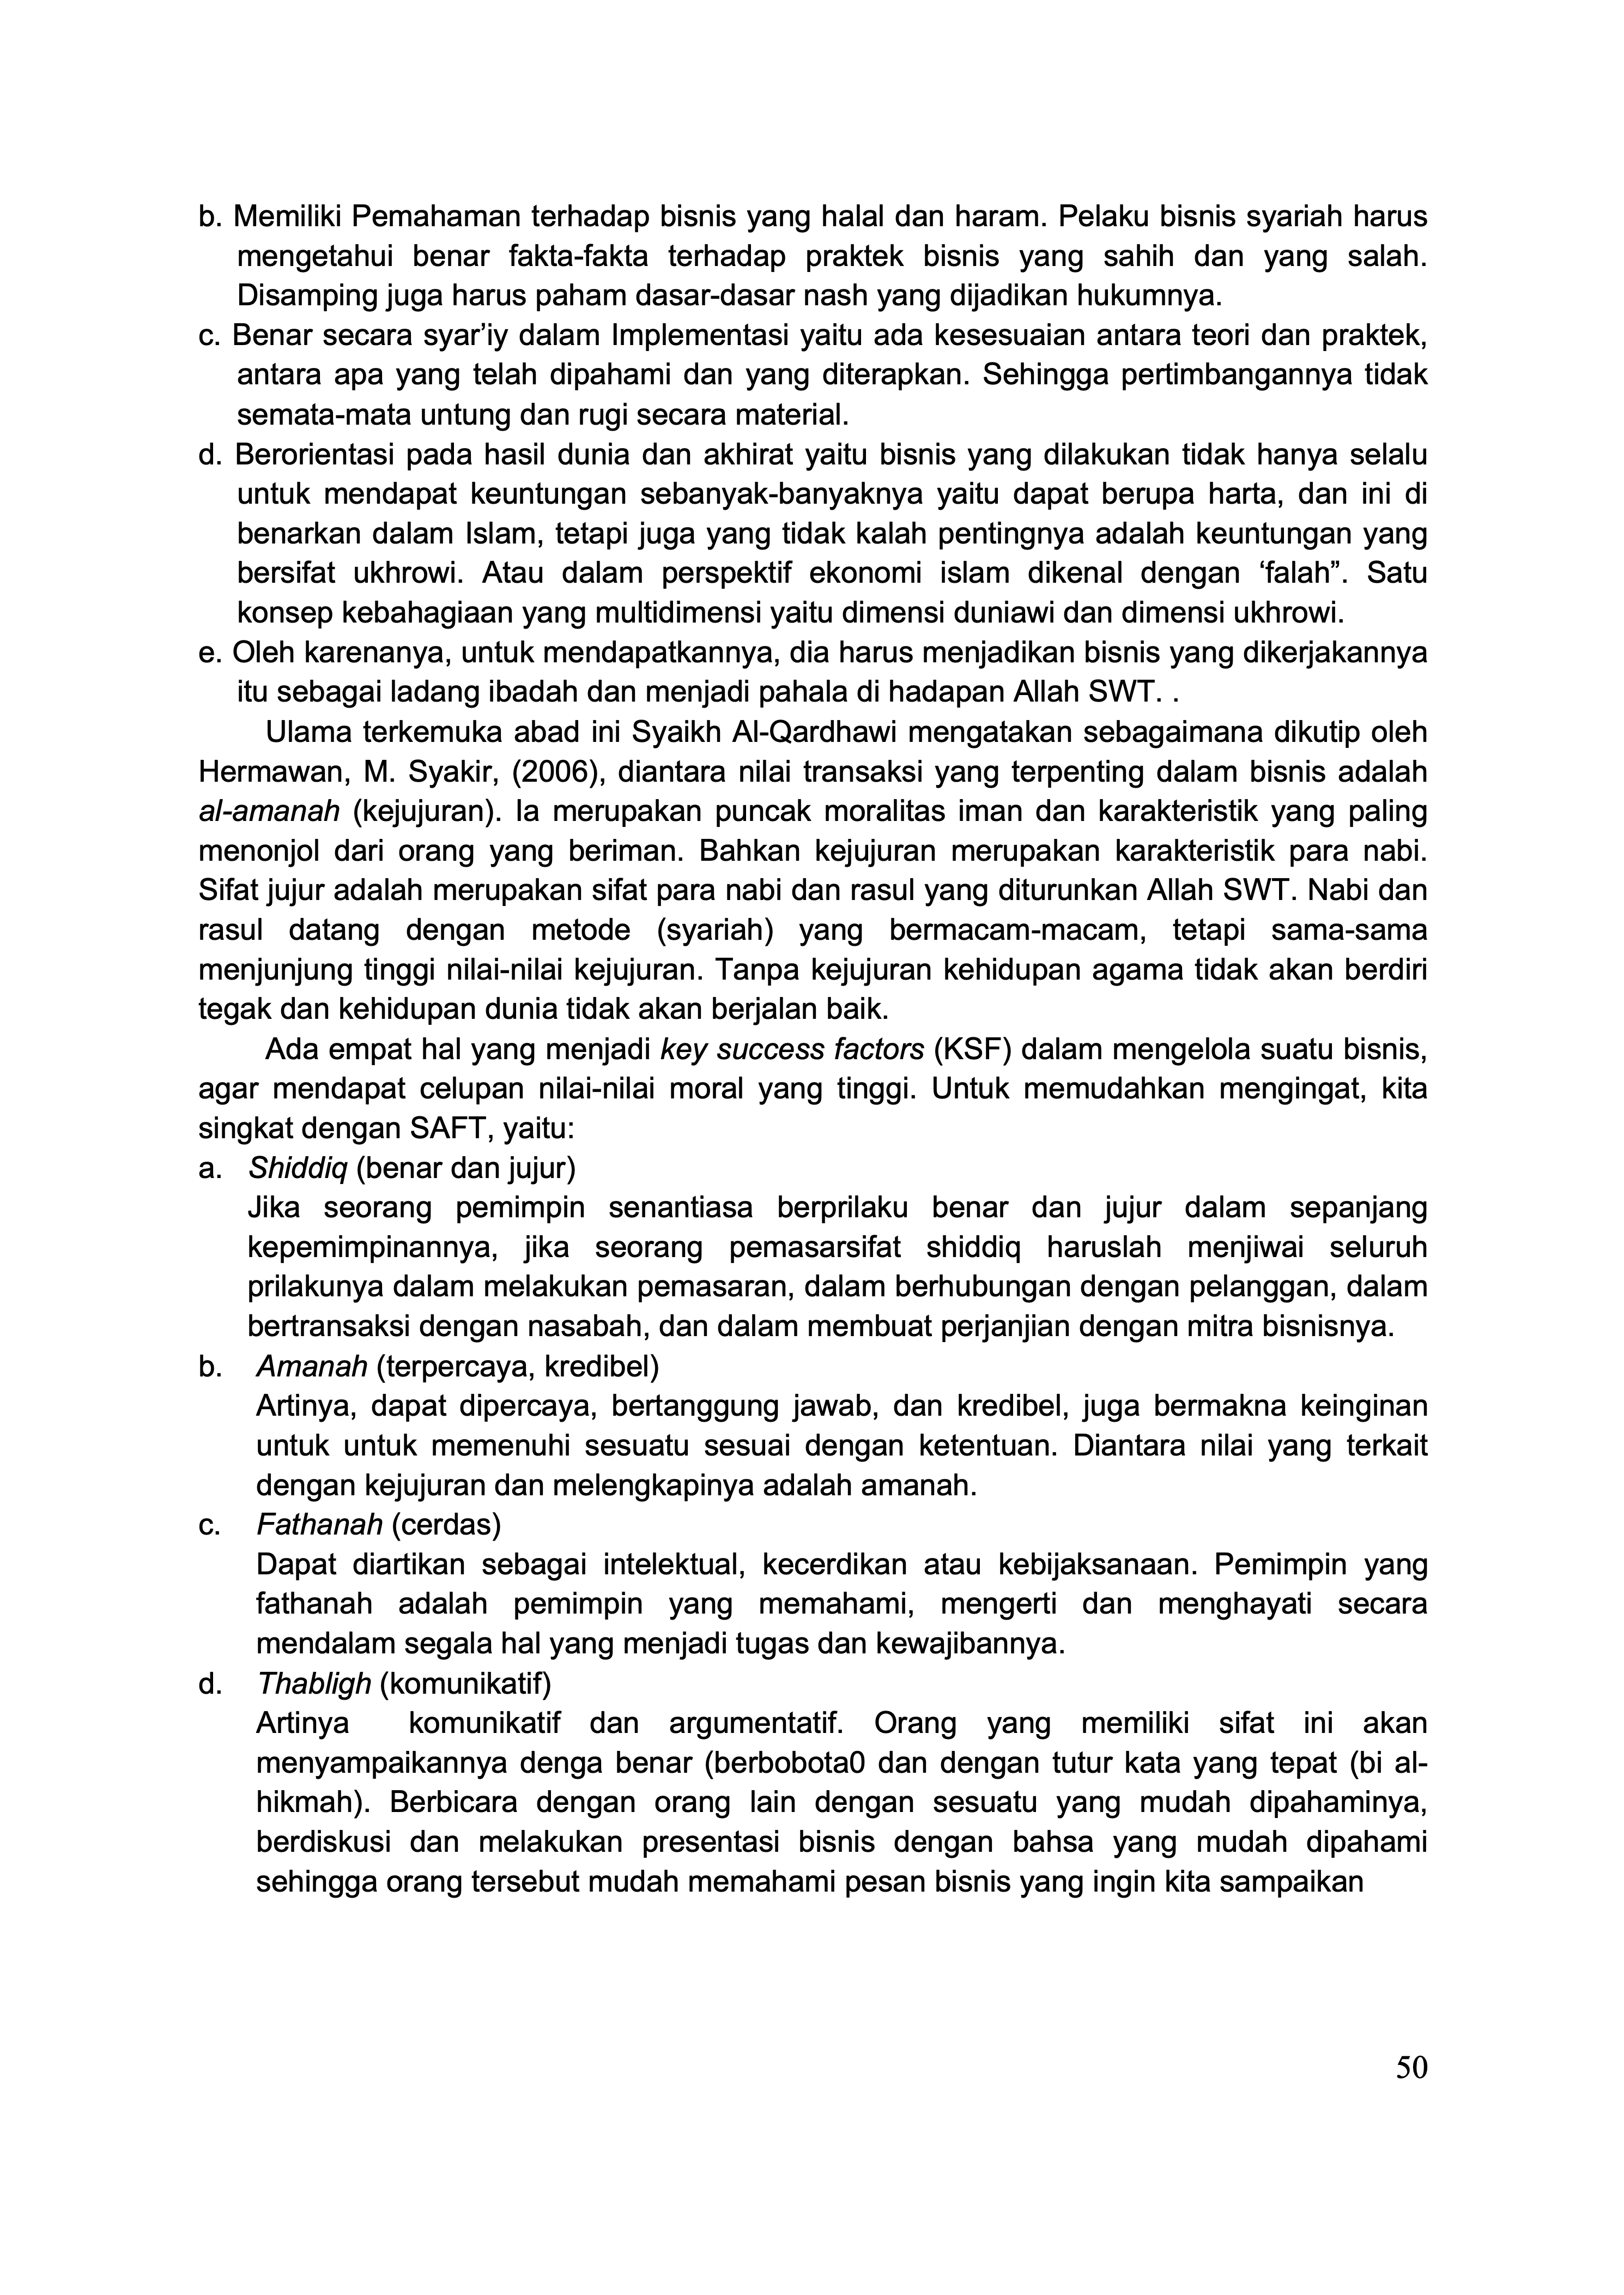 b. Memiliki Pemahaman terhadap bisnis yang halal dan haram. Pelaku bisnis syariah harus
mengetahui benar fakta-fakta terhadap praktek bisnis yang sahih dan yang salah.
Disamping juga harus paham dasar-dasar nash yang dijadikan hukumnya.
c. Benar secara syar’iy dalam Implementasi yaitu ada kesesuaian antara teori dan praktek,
antara apa yang telah dipahami dan yang diterapkan. Sehingga pertimbangannya tidak
semata-mata untung dan rugi secara material.
d. Berorientasi pada hasil dunia dan akhirat yaitu bisnis yang dilakukan tidak hanya selalu
untuk mendapat keuntungan sebanyak-banyaknya yaitu dapat berupa harta, dan ini di
benarkan dalam Islam, tetapi juga yang tidak kalah pentingnya adalah keuntungan yang
bersifat ukhrowi. Atau dalam perspektif ekonomi islam dikenal dengan ‘falah”. Satu
konsep kebahagiaan yang multidimensi yaitu dimensi duniawi dan dimensi ukhrowi.
e. Oleh karenanya, untuk mendapatkannya, dia harus menjadikan bisnis yang dikerjakannya
itu sebagai ladang ibadah dan menjadi pahala di hadapan Allah SWT. .
Ulama terkemuka abad ini Syaikh Al-Qardhawi mengatakan sebagaimana dikutip oleh
Hermawan, M. Syakir, (2006), diantara nilai transaksi yang terpenting dalam bisnis adalah
al-amanah (kejujuran). Ia merupakan puncak moralitas iman dan karakteristik yang paling
menonjol dari orang yang beriman. Bahkan kejujuran merupakan karakteristik para nabi.
Sifat jujur adalah merupakan sifat para nabi dan rasul yang diturunkan Allah SWT. Nabi dan
rasul datang dengan metode (syariah) yang bermacam-macam, tetapi sama-sama
menjunjung tinggi nilai-nilai kejujuran. Tanpa kejujuran kehidupan agama tidak akan berdiri
tegak dan kehidupan dunia tidak akan berjalan baik.
Ada empat hal yang menjadi key success factors (KSF) dalam mengelola suatu bisnis,
agar mendapat celupan nilai-nilai moral yang tinggi. Untuk memudahkan mengingat, kita
singkat dengan SAFT, yaitu:
a. Shiddiq (benar dan jujur)
Jika seorang pemimpin senantiasa berprilaku benar dan jujur dalam sepanjang
kepemimpinannya, jika seorang pemasarsifat shiddiq haruslah menjiwai seluruh
prilakunya dalam melakukan pemasaran, dalam berhubungan dengan pelanggan, dalam
bertransaksi dengan nasabah, dan dalam membuat perjanjian dengan mitra bisnisnya.
b. Amanah (terpercaya, kredibel)
Artinya, dapat dipercaya, bertanggung jawab, dan kredibel, juga bermakna keinginan
untuk untuk memenuhi sesuatu sesuai dengan ketentuan. Diantara nilai yang terkait
dengan kejujuran dan melengkapinya adalah amanah.
c. Fathanah (cerdas)
Dapat diartikan sebagai intelektual, kecerdikan atau kebijaksanaan. Pemimpin yang
fathanah adalah pemimpin yang memahami, mengerti dan menghayati secara
mendalam segala hal yang menjadi tugas dan kewajibannya.
d. Thabligh (komunikatif)
Artinya komunikatif dan argumentatif. Orang yang memiliki sifat ini akan
menyampaikannya denga benar (berbobota0 dan dengan tutur kata yang tepat (bi al-
hikmah). Berbicara dengan orang lain dengan sesuatu yang mudah dipahaminya,
berdiskusi dan melakukan presentasi bisnis dengan bahsa yang mudah dipahami
sehingga orang tersebut mudah memahami pesan bisnis yang ingin kita sampaikan
50